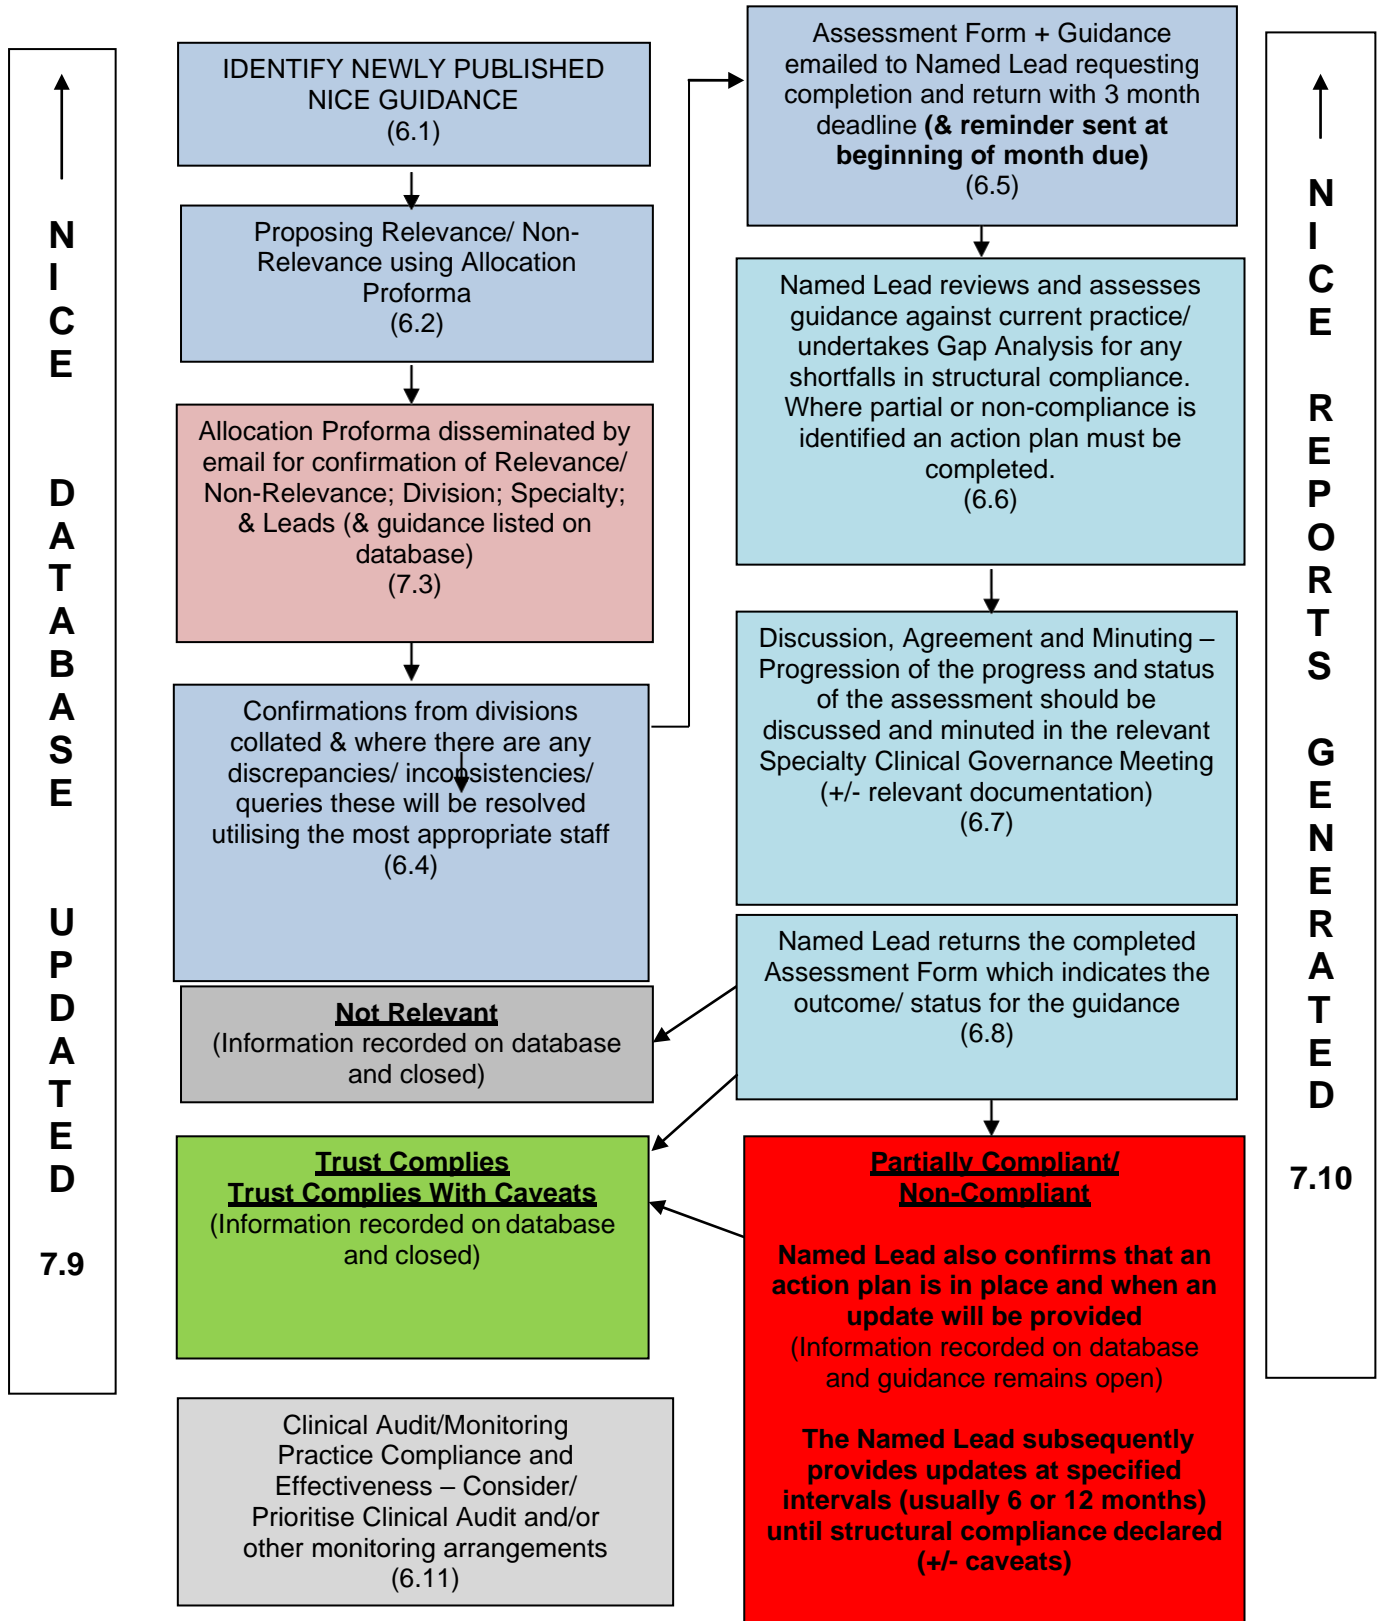 N
I
C
E
D
A
T
A
B
A
S
E
U
P
D
A
T
E
D
7.9
IDENTIFY NEWLY PUBLISHED
NICE GUIDANCE
(6.1)
Proposing Relevance/ Non-
Relevance using Allocation
Proforma
(6.2)
Allocation Proforma disseminated by
email for confirmation of Relevance/
Non-Relevance; Division; Specialty;
& Leads (& guidance listed on
database)
(7.3)
Confirmations from divisions
collated & where there are any
discrepancies/ inconsistencies/
queries these will be resolved
utilising the most appropriate staff
(6.4)
Not Relevant
(Information recorded on database
and closed)
Trust Complies
Trust Complies With Caveats
(Information recorded on database
and closed)
Clinical Audit/Monitoring
Practice Compliance and
Effectiveness – Consider/
Prioritise Clinical Audit and/or
other monitoring arrangements
(6.11)
Assessment Form + Guidance
emailed to Named Lead requesting
completion and return with 3 month
deadline (& reminder sent at
beginning of month due)
(6.5)
Named Lead reviews and assesses
guidance against current practice/
undertakes Gap Analysis for any
shortfalls in structural compliance.
Where partial or non-compliance is
identified an action plan must be
completed.
(6.6)
Discussion, Agreement and Minuting –
Progression of the progress and status
of the assessment should be
discussed and minuted in the relevant
Specialty Clinical Governance Meeting
(+/- relevant documentation)
(6.7)
Named Lead returns the completed
Assessment Form which indicates the
outcome/ status for the guidance
(6.8)
Partially Compliant/
Non-Compliant
Named Lead also confirms that an
action plan is in place and when an
update will be provided
(Information recorded on database
and guidance remains open)
The Named Lead subsequently
provides updates at specified
intervals (usually 6 or 12 months)
until structural compliance declared
(+/- caveats)
N
I
C
E
R
E
P
O
R
T
S
G
E
N
E
R
A
T
E
D
7.10